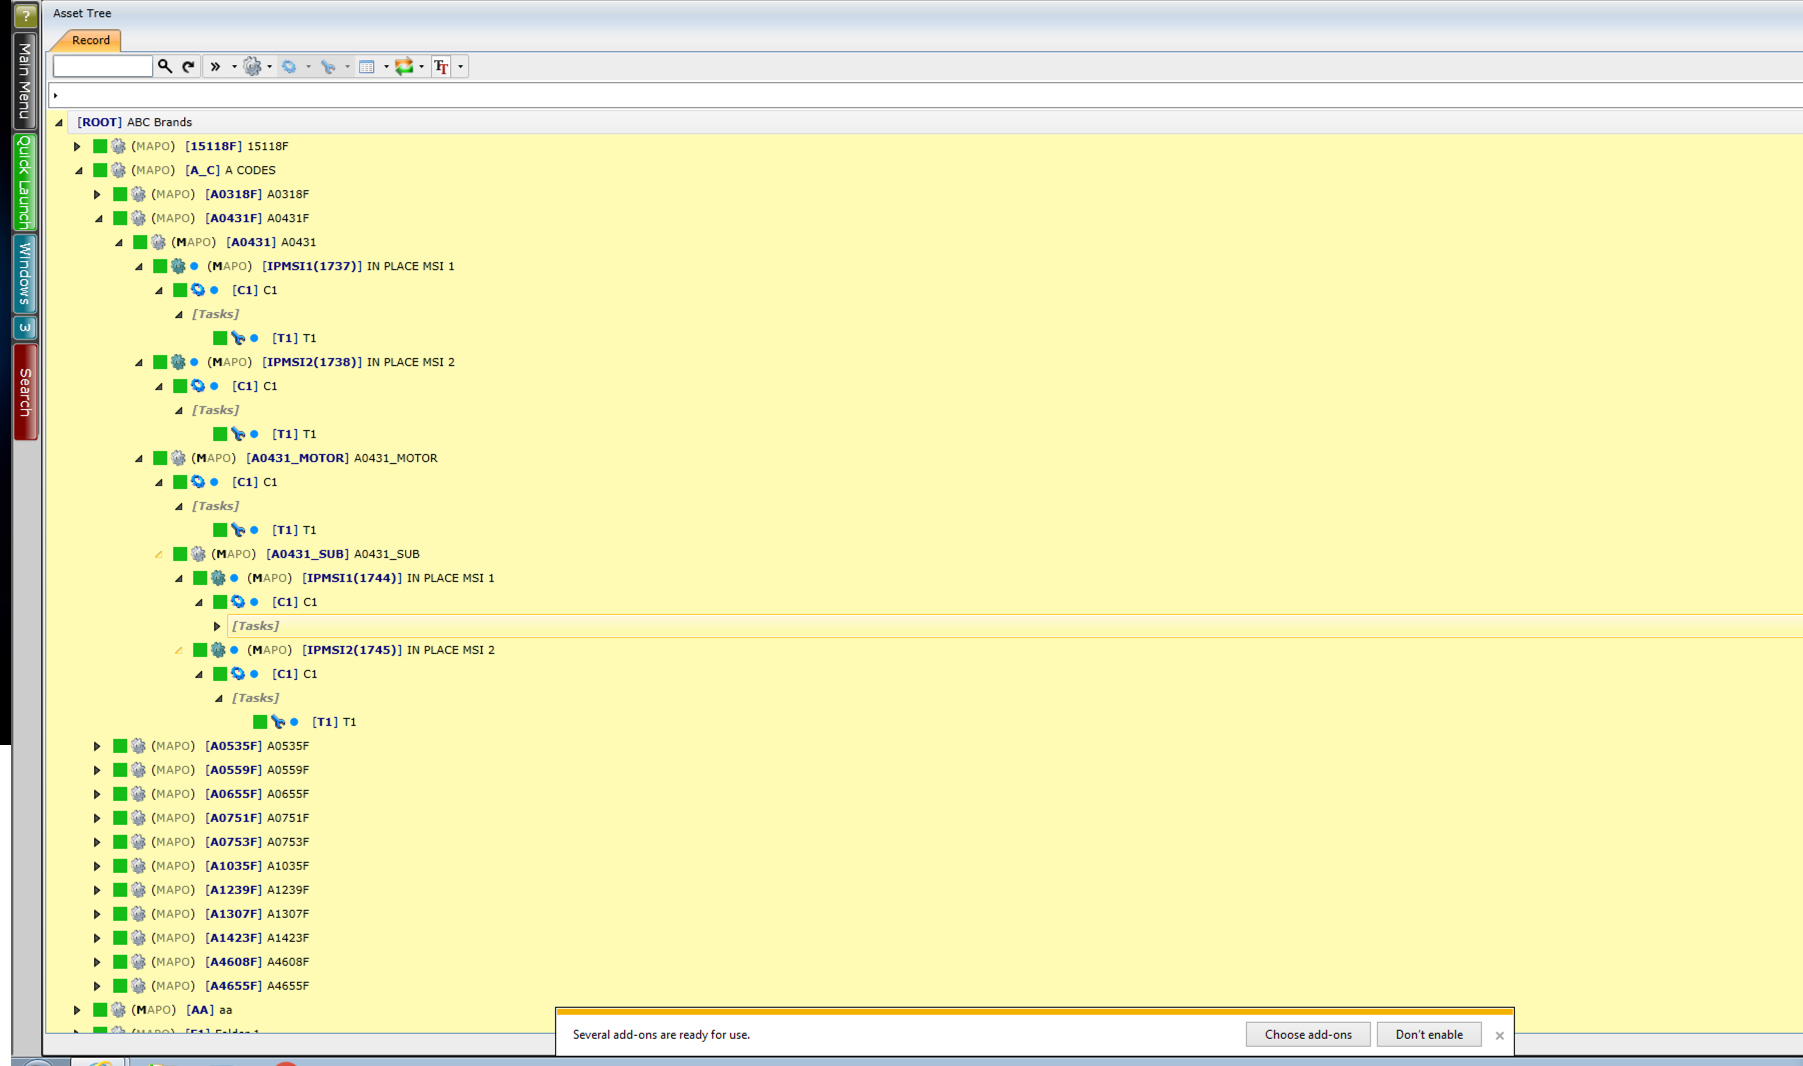 ?
Asset Tree
Record
Main Menu
Quick Launch
Windows
3
Search
[ROOT] ABC Brands
(MAPO) [15118F] 15118F
(MAPO) [A_C] A CODES
(MAPO) [A0318F] A0318F
(MAPO) [A0431F] A0431F
(MAPO) [A0431] A0431
(MAPO) [IPMSI1(1737)] IN PLACE MSI 1
[C1] C1
[Tasks]
[T1] T1
(MAPO) [IPMSI2(1738)] IN PLACE MSI 2
[C1] C1
[Tasks]
[T1] T1
(MAPO) [A0431_MOTOR] A0431_MOTOR
[C1] C1
[Tasks]
[T1] T1
(MAPO) [A0431_SUB] A0431_SUB
(MAPO) [IPMSI1(1744)] IN PLACE MSI 1
[C1] C1
[Tasks]
(MAPO) [IPMSI2(1745)] IN PLACE MSI 2
[C1] C1
[Tasks]
[T1] T1
(MAPO) [A0535F] A0535F
(MAPO) [A0559F] A0559F
(MAPO) [A0655F] A0655F
(MAPO) [A0751F] A0751F
(MAPO) [A0753F] A0753F
(MAPO) [A1035F] A1035F
(MAPO) [A1239F] A1239F
(MAPO) [A1307F] A1307F
(MAPO) [A1423F] A1423F
(MAPO) [A4608F] A4608F
(MAPO) [A4655F] A4655F
(MAPO) [AA] aa
(MAPO) [F1] Folder 1
Several add-ons are ready for use.
Choose add-ons
Don't enable